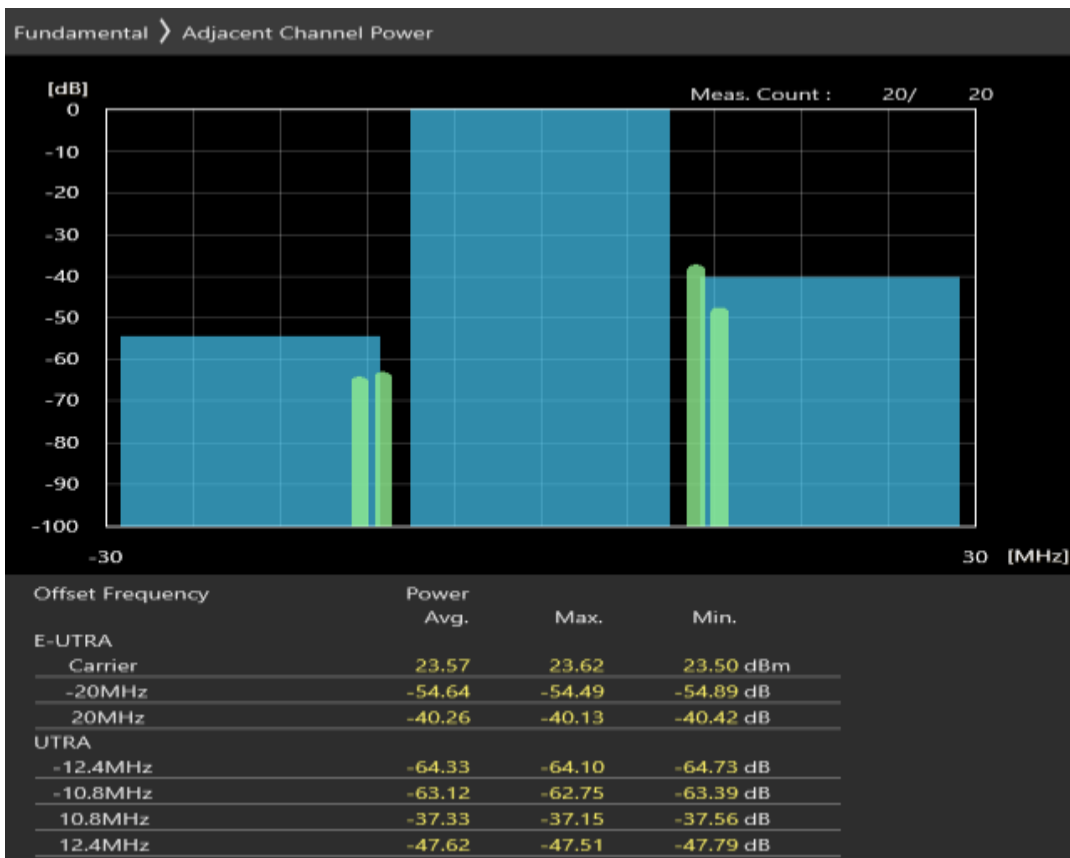 Fundamental 〉 Adjacent Channel Power
[dB]
Meas. Count : 20/ 20
0
-10
-20
-30
-40
-50
-60
-70
-80
-90
-100
-30 30 [MHz]
Offset Frequency Power
Avg. Max. Min.
E-UTRA
Carrier 23.57 23.62 23.50 dBm
-20MHz -54.64 -54.49 -54.89 dB
20MHz -40.26 -40.13 -40.42 dB
UTRA
-12.4MHz -64.33 -64.10 -64.73 dB
-10.8MHz -63.12 -62.75 -63.39 dB
10.8MHz -37.33 -37.15 -37.56 dB
12.4MHz -47.62 -47.51 -47.79 dB